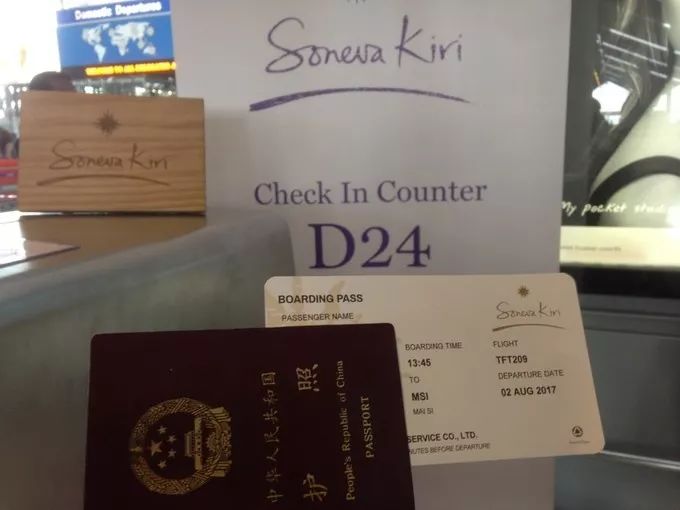 Domestic Departures
Soneva Kiri
Soneva Kiri
Check In Counter
D24
My pocket
BOARDING PASS
PASSENGER NAME
Soneva Kiri
BOARDING TIME
FLIGHT
13:45
TFT209
TO
DEPARTURE DATE
MSI
02 AUG 2017
MAI SI
SERVICE CO., LTD.
NUTES BEFORE DEPARTURE
中华人民共和国
护照
People's Republic of China
PASSPORT